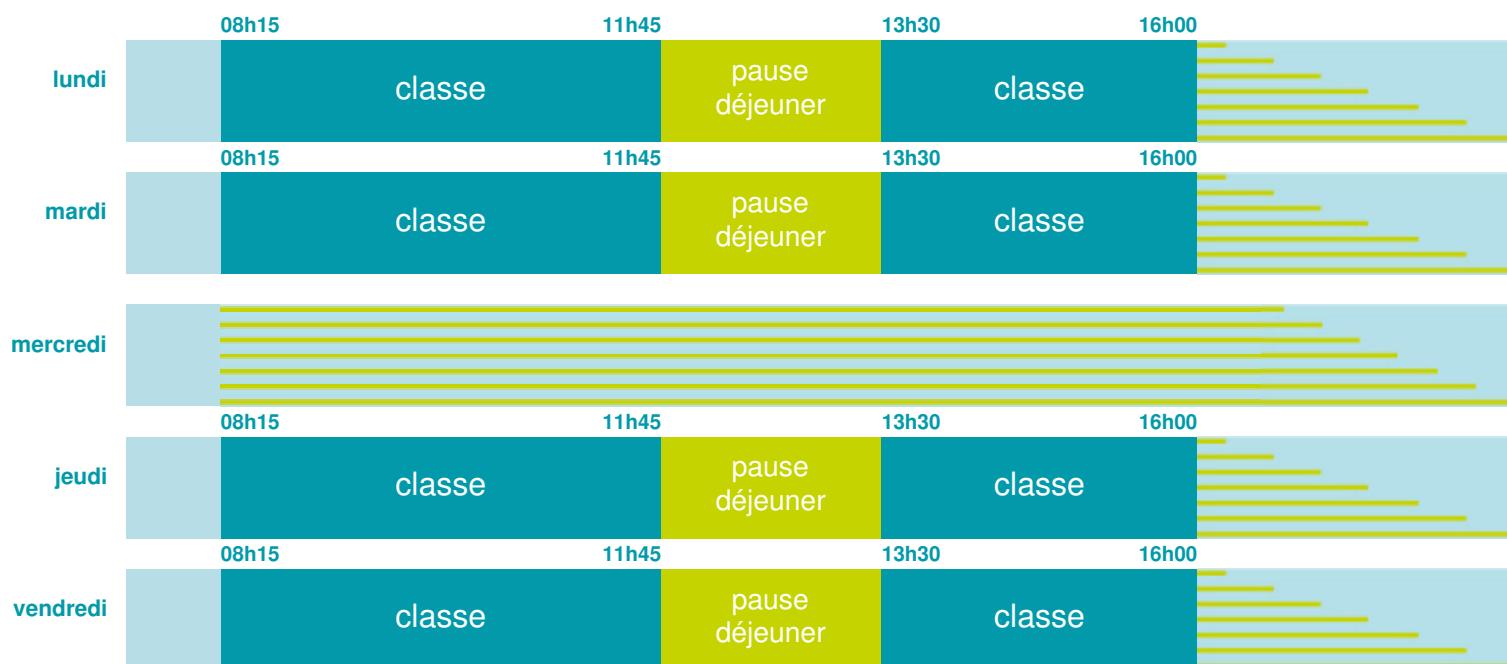 08h15 11h45 13h30 16h00
lundi
classe
pause
déjeuner
classe
08h15 11h45 13h30 16h00
mardi
classe
pause
déjeuner
classe
mercredi
08h15 11h45 13h30 16h00
jeudi
classe
pause
déjeuner
classe
08h15 11h45 13h30 16h00
vendredi
classe
pause
déjeuner
classe